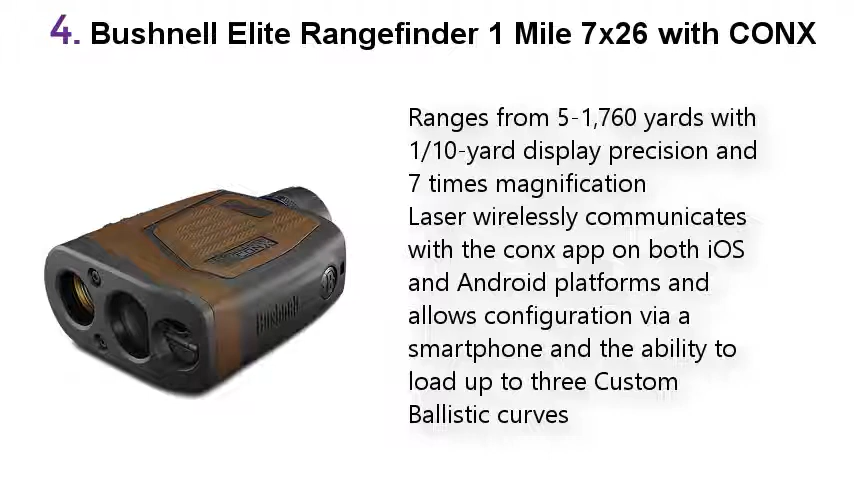 4. Bushnell Elite Rangefinder 1 Mile 7x26 with CONX
Ranges from 5-1,760 yards with
1/10-yard display precision and
7 times magnification
Laser wirelessly communicates
with the conx app on both iOS
and Android platforms and
allows configuration via a
smartphone and the ability to
load up to three Custom
Ballistic curves
Bushnell